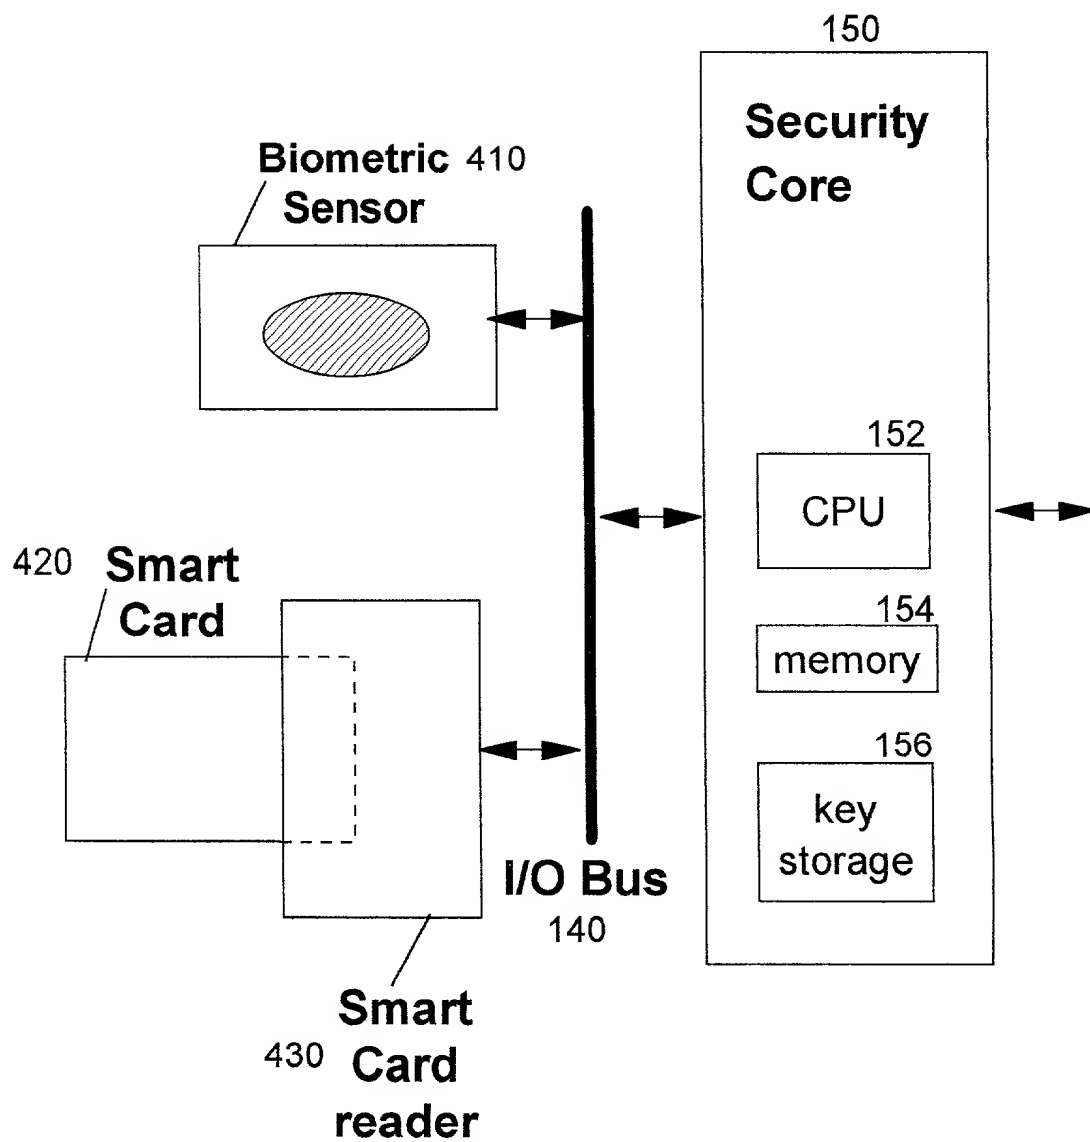 150
Security
Core
Biometric 410
Sensor
152
CPU
420 Smart
Card
154
memory
156
key
storage
I/O Bus
140
Smart
430 Card
reader